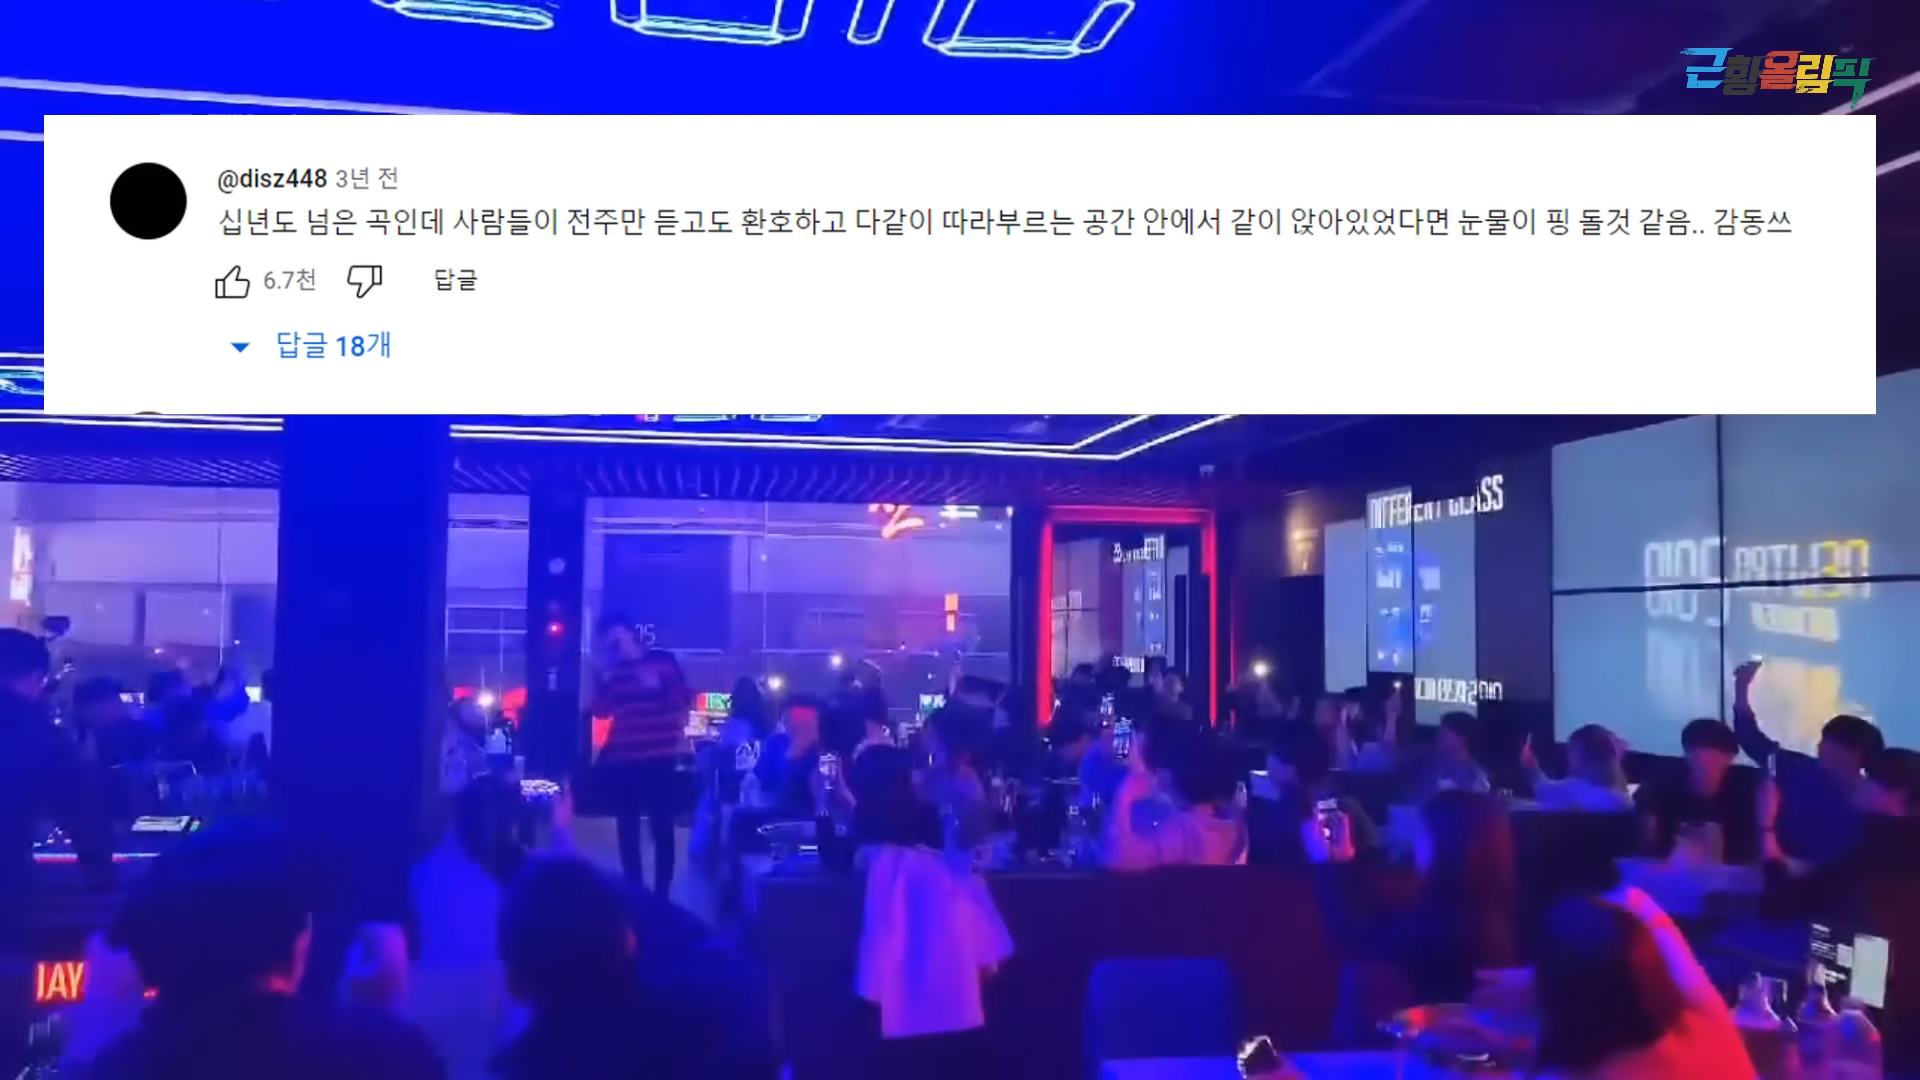 근황올림픽
@disz448 3년 전
십년도 넘은 곡인데 사람들이 전주만 듣고도 환호하고 다같이 따라부르는 공간 안에서 같이 앉아있었다면 눈물이 핑 돌것 같음.. 감동쓰
6.7천 답글
답글 18개
DIFFERENT CLASS
JAY